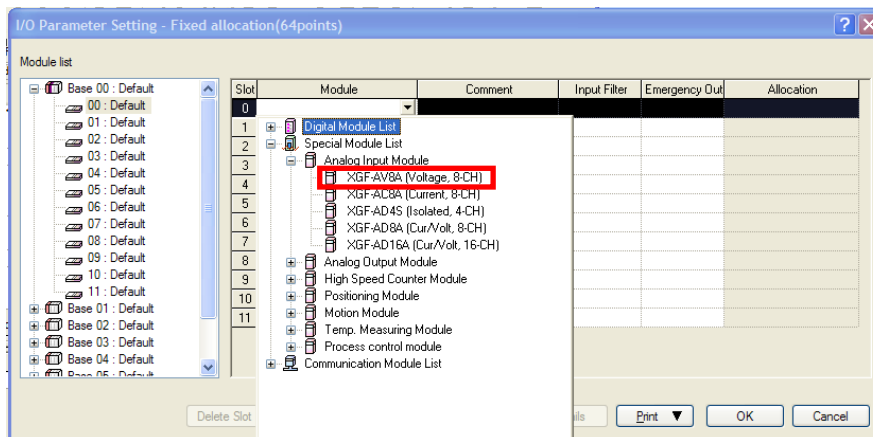 I/O Parameter Setting - Fixed allocation(64points)
Module list
Base 00 : Default
00 : Default
01 : Default
02 : Default
03 : Default
04 : Default
05 : Default
06 : Default
07 : Default
08 : Default
09 : Default
10 : Default
11 : Default
Base 01 : Default
Base 02 : Default
Base 03 : Default
Base 04 : Default
Base 05 : Default
Slot Module Comment Input Filter Emergency Out Allocation
0
1
2
3
4
5
6
7
8
9
10
11
Digital Module List
Special Module List
Analog Input Module
XGF-AV8A (Voltage, 8-CH)
XGF-AC8A (Current, 8-CH)
XGF-AD4S (Isolated, 4-CH)
XGF-AD8A (Cur/Volt, 8-CH)
XGF-AD16A (Cur/Volt, 16-CH)
Analog Output Module
High Speed Counter Module
Positioning Module
Motion Module
Temp. Measuring Module
Process control module
Communication Module List
Delete Slot Print OK Cancel